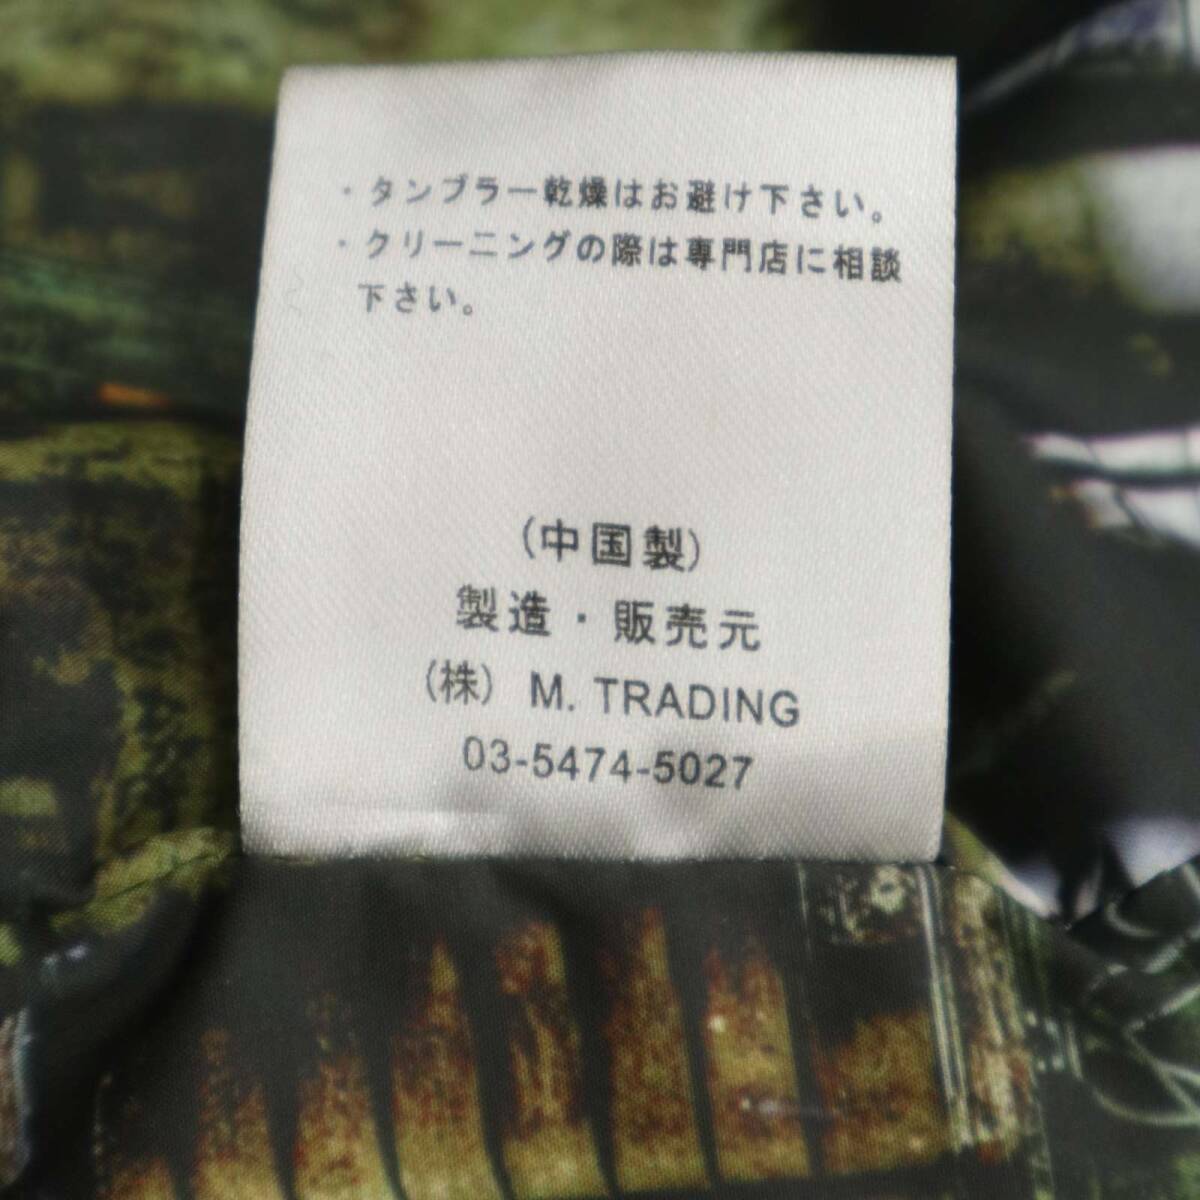 ・タンブラー乾燥はお避け下さい。
・クリーニングの際は専門店に相談
下さい。
(中国製)
製造・販売元
(株) M. TRADING
03-5474-5027